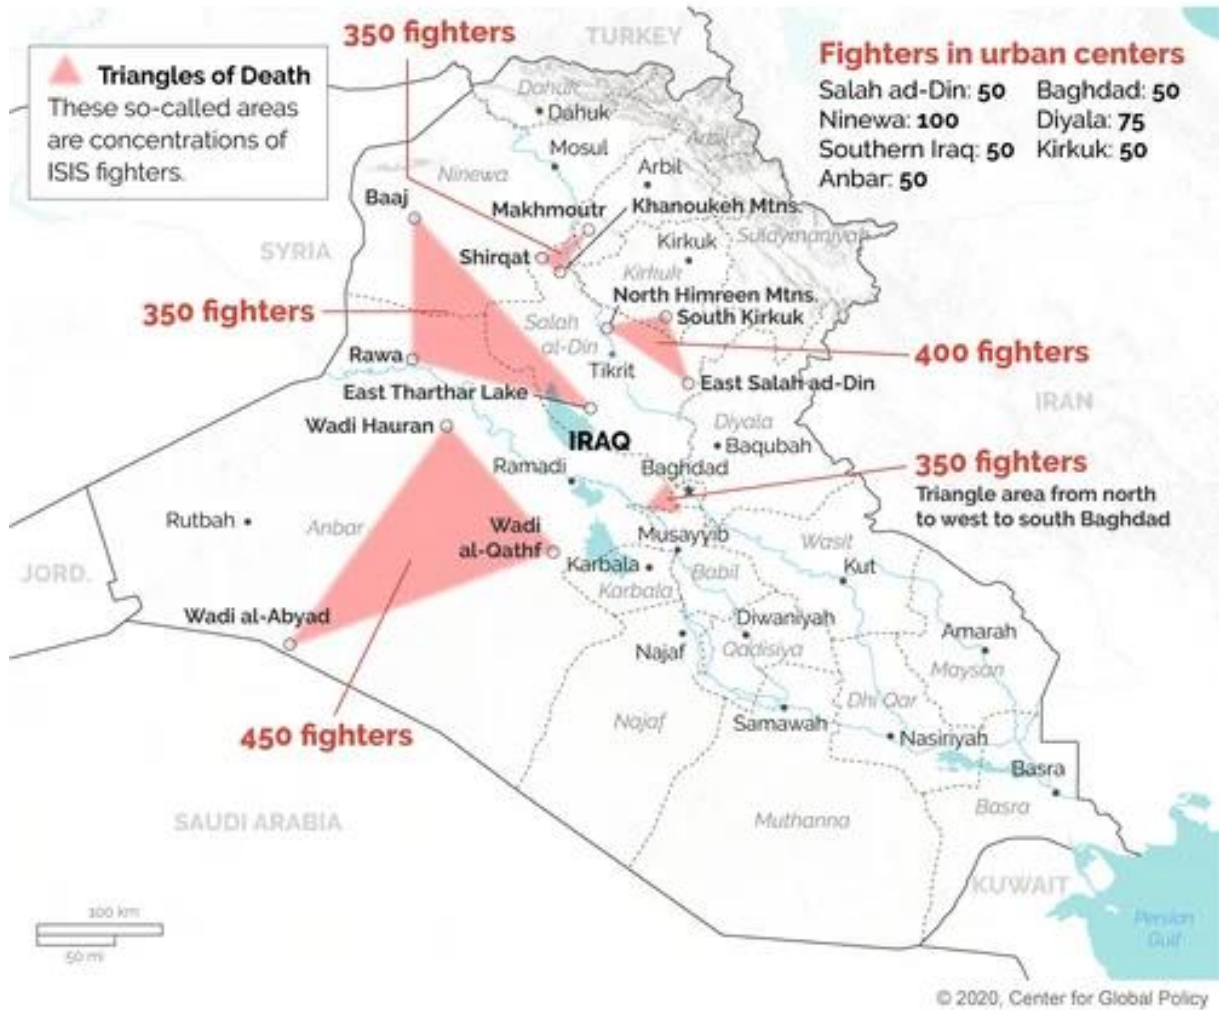 350 fighters
TURKEY
Triangles of Death
These so-called areas
are concentrations of
ISIS fighters.
Fighters in urban centers
Salah ad-Din: 50
Baghdad: 50
Ninewa: 100
Diyala: 75
Southern Iraq: 50
Kirkuk: 50
Anbar: 50
Dahuk
Dahuk
Mosul
Arbil
Arbil
Ninewa
Baaj
Makhmoutr
Khanoukeh Mtns.
SYRIA
Shirqat
Kirkuk
Sulaymaniyah
Kirkuk
North Himreen Mtns.
South Kirkuk
350 fighters
Salah
al-Din
400 fighters
Rawa
Tikrit
East Salah ad-Din
East Tharthar Lake
IRAN
Wadi Hauran
Diyala
IRAQ
Baqubah
Ramadi
Baghdad
350 fighters
Triangle area from north
to west to south Baghdad
Rutbah
Anbar
Wadi
al-Qathf
Musayyib
Wasit
JORD.
Karbala
Babil
Kut
Karbala
Wadi al-Abyad
Diwaniyah
Amarah
Najaf
Qadisiya
Maysan
Dhi Qar
450 fighters
Najaf
Samawah
Nasiriyah
Basra
SAUDI ARABIA
Muthanna
Basra
KUWAIT
100 km
50 mi
Persian
Gulf
© 2020, Center for Global Policy